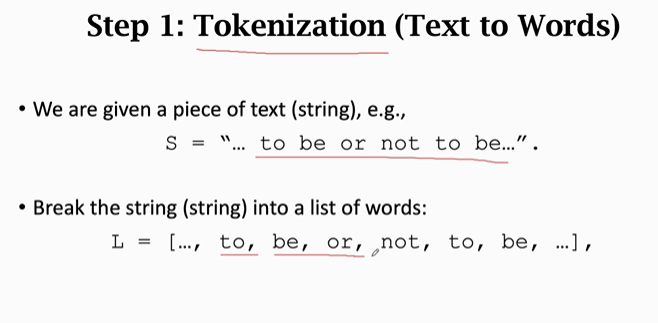 Step 1: Tokenization (Text to Words)
• We are given a piece of text (string), e.g.,
S = "… to be or not to be…".
• Break the string (string) into a list of words:
L = […, to, be, or, not, to, be, …],